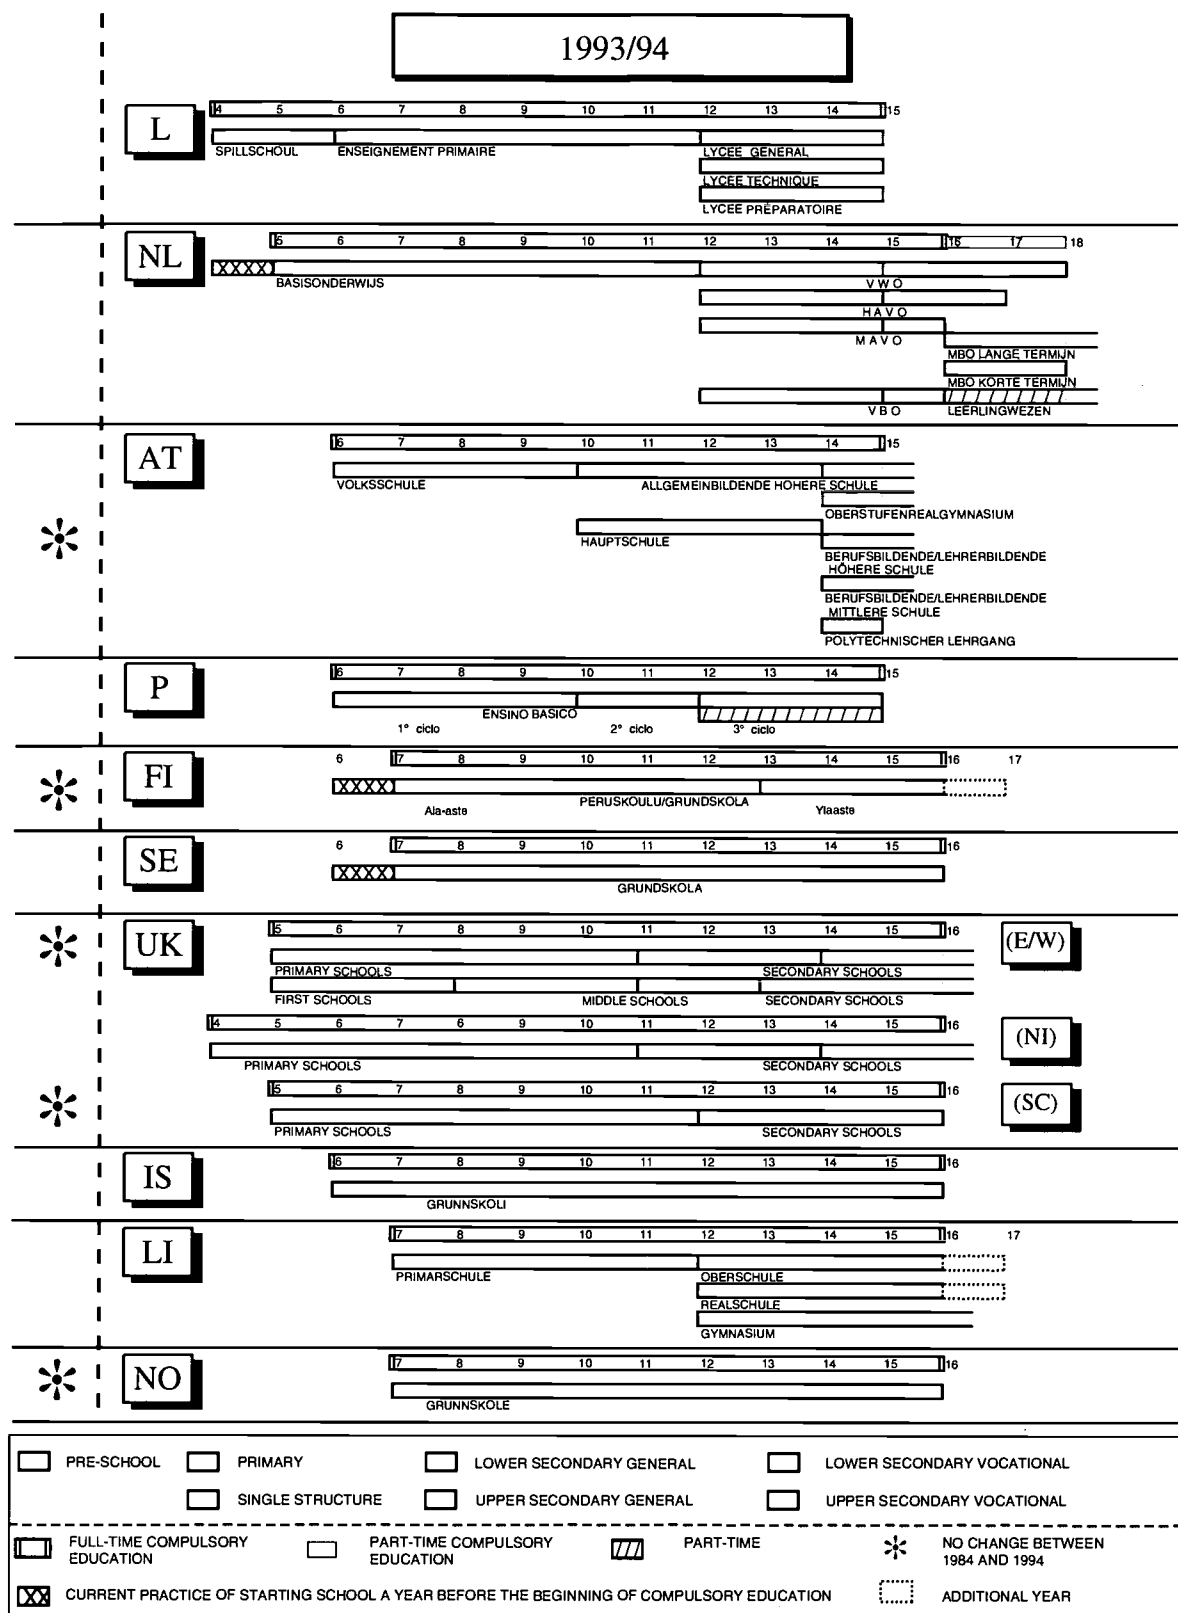 1993/94
L
4 5 6 7 8 9 10 11 12 13 14 15
SPILLSCHOUL ENSEIGNEMENT PRIMAIRE LYCEE GENERAL
LYCEE TECHNIQUE
LYCEE PRÉPARATOIRE
NL
5 6 7 8 9 10 11 12 13 14 15 16 17 18
BASISONDERWIJS V W O
H A V O
M A V O
MBO LANGE TERMIJN
MBO KORTE TERMIJN
V B O LEERLINGWEZEN
AT
6 7 8 9 10 11 12 13 14 15
VOLKSSCHULE ALLGEMEINBILDENDE HÖHERE SCHULE
OBERSTUFENREALGYMNASIUM
HAUPTSCHULE
BERUFSBILDENDE/LEHRERBILDENDE
HÖHERE SCHULE
BERUFSBILDENDE/LEHRERBILDENDE
MITTLERE SCHULE
POLYTECHNISCHER LEHRGANG
P
6 7 8 9 10 11 12 13 14 15
ENSINO BASICO
1° ciclo 2° ciclo 3° ciclo
FI
6 7 8 9 10 11 12 13 14 15 16 17
PERUSKOULU/GRUNDSKOLA
Ala-aste Ylaaste
SE
6 7 8 9 10 11 12 13 14 15 16
GRUNDSKOLA
UK
5 6 7 8 9 10 11 12 13 14 15 16
(E/W)
PRIMARY SCHOOLS SECONDARY SCHOOLS
FIRST SCHOOLS MIDDLE SCHOOLS SECONDARY SCHOOLS
4 5 6 7 6 9 10 11 12 13 14 15 16
(NI)
PRIMARY SCHOOLS SECONDARY SCHOOLS
5 6 7 8 9 10 11 12 13 14 15 16
(SC)
PRIMARY SCHOOLS SECONDARY SCHOOLS
IS
6 7 8 9 10 11 12 13 14 15 16
GRUNNSKOLI
LI
7 8 9 10 11 12 13 14 15 16 17
PRIMARSCHULE OBERSCHULE
REALSCHULE
GYMNASIUM
NO
7 8 9 10 11 12 13 14 15 16
GRUNNSKOLE
PRE-SCHOOL PRIMARY LOWER SECONDARY GENERAL LOWER SECONDARY VOCATIONAL
SINGLE STRUCTURE UPPER SECONDARY GENERAL UPPER SECONDARY VOCATIONAL
FULL-TIME COMPULSORY PART-TIME COMPULSORY PART-TIME NO CHANGE BETWEEN
EDUCATION EDUCATION 1984 AND 1994
CURRENT PRACTICE OF STARTING SCHOOL A YEAR BEFORE THE BEGINNING OF COMPULSORY EDUCATION ADDITIONAL YEAR